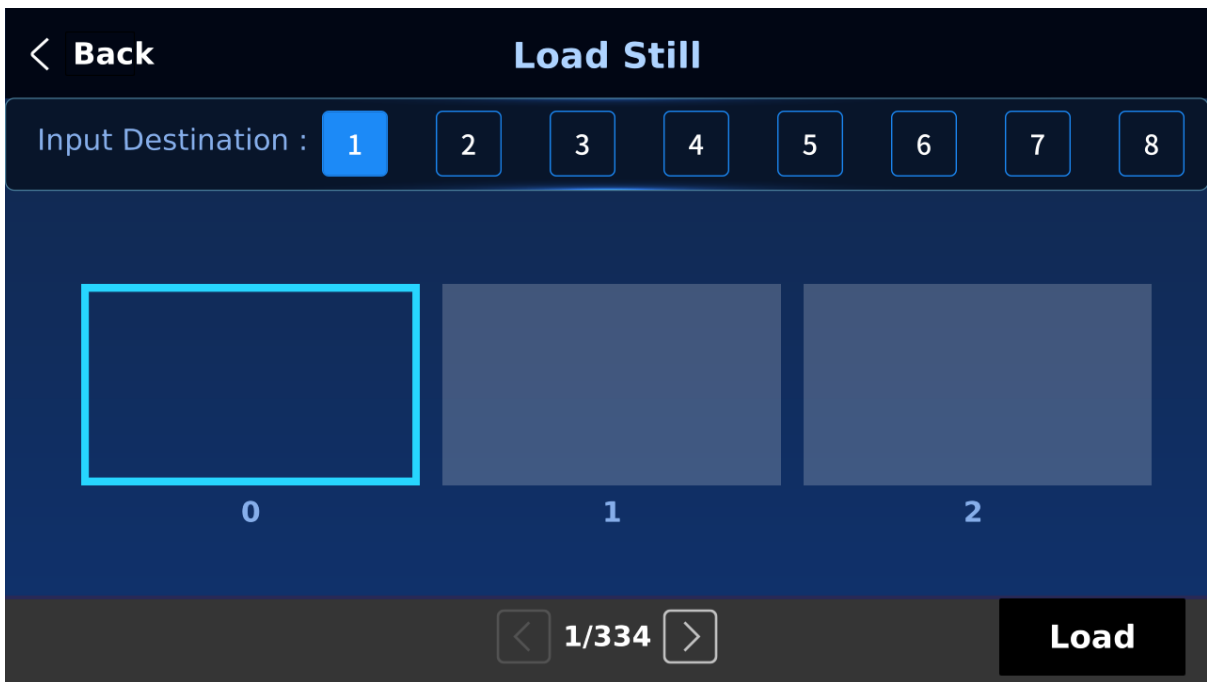 Back
Load Still
Input Destination : 1 2 3 4 5 6 7 8
0 1 2
1/334
Load